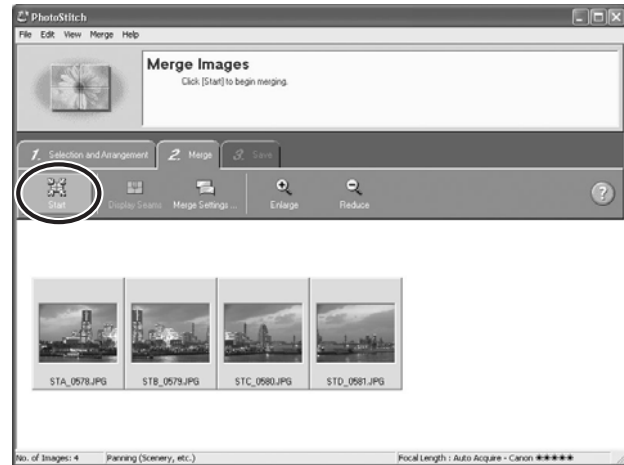 PhotoStitch
File Edit View Merge Help
Merge Images
Click [Start] to begin merging.
1. Selection and Arrangement 2. Merge 3. Save
Start Display Seams Merge Settings ... Enlarge Reduce ?
STA_0578.JPG STB_0579.JPG STC_0580.JPG STD_0581.JPG
No. of Images: 4 Panning (Scenery, etc.) Focal Length : Auto Acquire - Canon *****